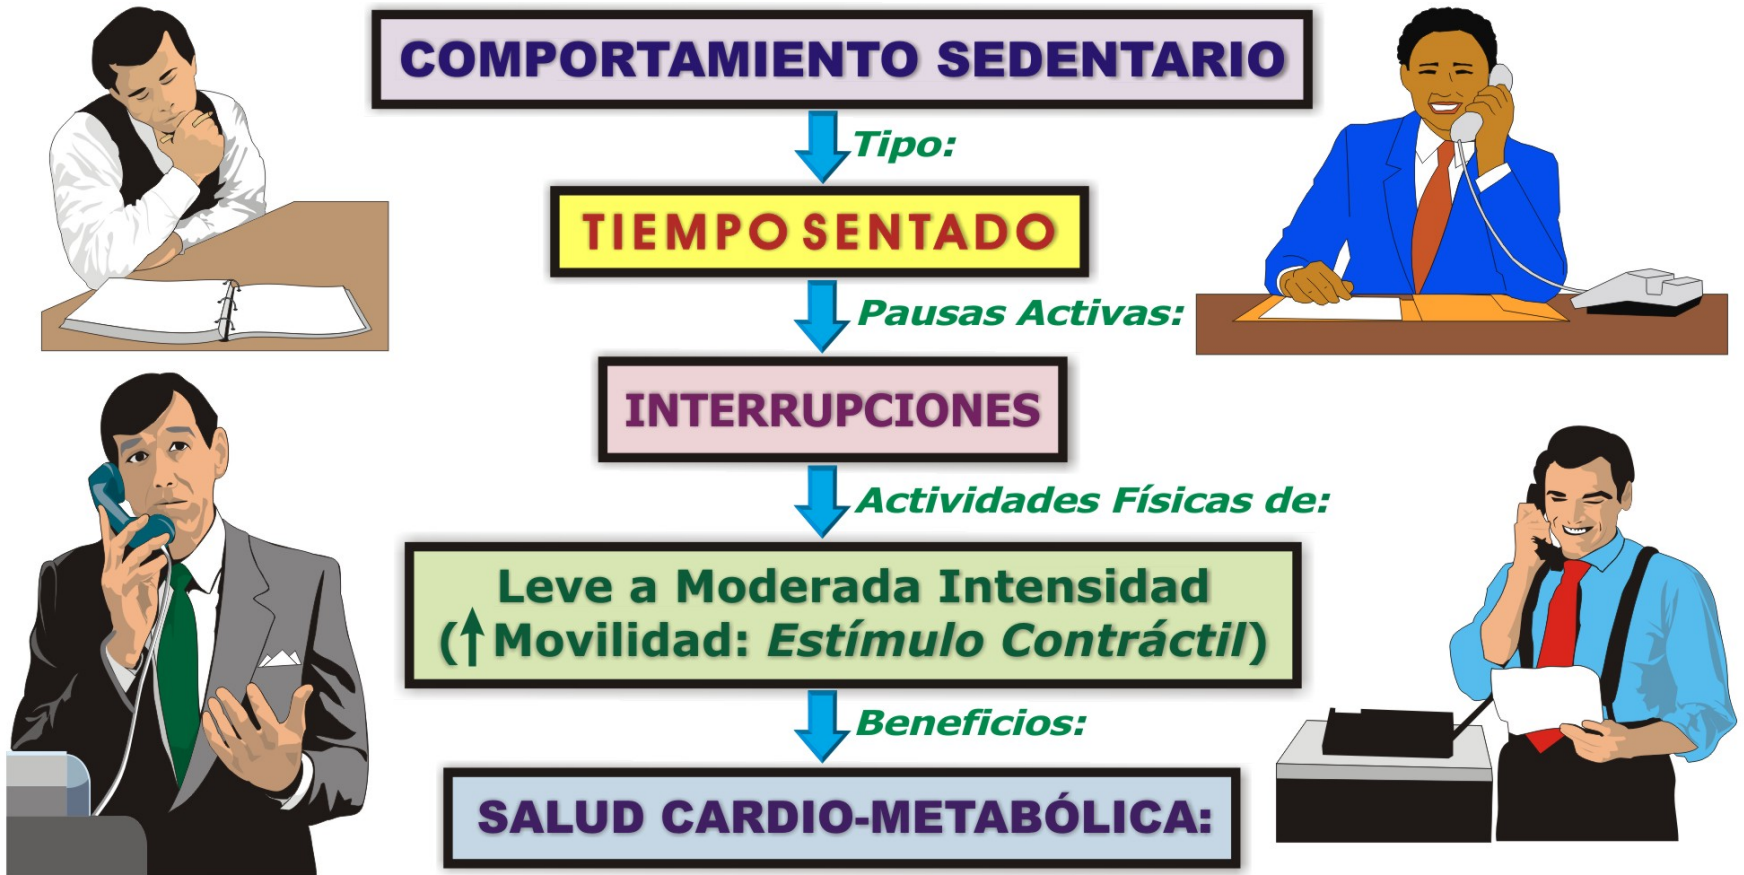 COMPORTAMIENTO SEDENTARIO
Tipo:
TIEMPO SENTADO
Pausas Activas:
INTERRUPCIONES
Actividades Físicas de:
Leve a Moderada Intensidad
(↑ Movilidad: Estímulo Contráctil)
Beneficios:
SALUD CARDIO-METABÓLICA: